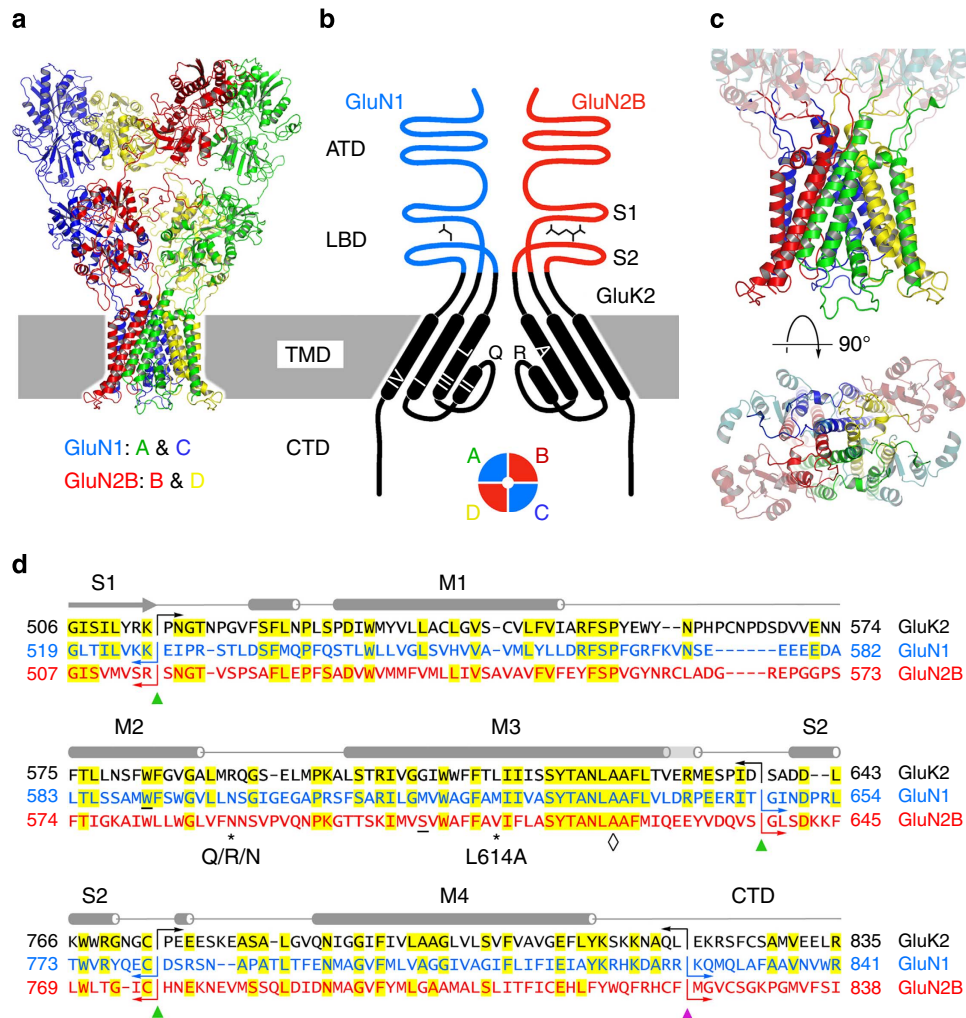 a
b
c
GluN1
GluN2B
ATD
S1
LBD
S2
GluK2
TMD
Q R
IV I III II L A
90°
CTD
GluN1: A & C
GluN2B: B & D
A B
D C
d
S1 M1
506 GISILYRK PNGTNPGVFSFLNPLSPDIWMYVLLACLGVS-CVLFVIARFSPYEWY--NPHPCNPDSDVVENN 574 GluK2
519 GLTILVKK EIPR-STLDSFMQPFQSTLWLLVGLSVHVVA-VMLYLLDRFSPFGRFKVNSE------EEEEDA 582 GluN1
507 GISVMVSR SNGT-VSPSAFLEPFSADVWVMMFVMLLIVSAVAVFVFEYFSPVGYNRCLADG----REPGGPS 573 GluN2B
M2 M3 S2
575 FTLLNSFWFGVGALMRQGS-ELMPKALSTRIVGGIWWFFTLIIISSYTANLAAFLTVERMESPID SADD--L 643 GluK2
583 LTLSSAMWFSWGVLLNSGIGEGAPRSFSARILGMVWAGFAMIIVASYTANLAAFLVLDRPEERIT GINDPRL 654 GluN1
574 FTIGKAIWLLWGLVFNNSVPVQNPKGTTSKIMVSVWAFFAVIFLASYTANLAAFMIQEEYVDQVS GLSDKKF 645 GluN2B
* *
Q/R/N L614A
S2 M4 CTD
766 KWWRGNGC PEEESKEASA-LGVQNIGGIFIVLAAGLVLSVFVAVGEFLYKSKKNAQL EKRSFCSAMVEELR 835 GluK2
773 TWVRYQEC DSRSN--APATLTFENMAGVFMLVAGGIVAGIFLIFIEIAYKRHKDARR KQMQLAFAAVNVWR 841 GluN1
769 LWLTG-IC HNEKNEVMSSQLDIDNMAGVFYMLGAAMALSLITFICEHLFYWQFRHCF MGVCSGKPGMVFSI 838 GluN2B